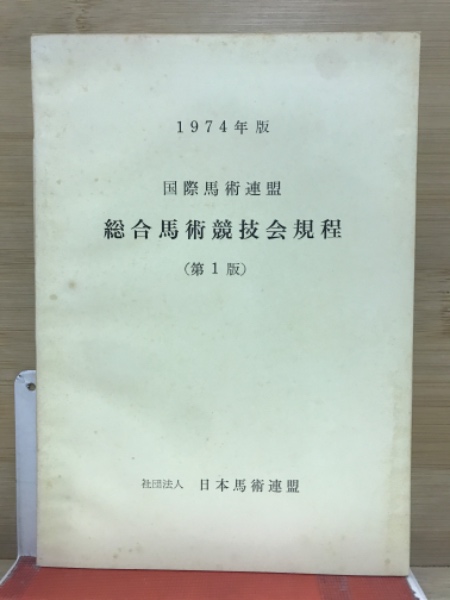 1974年版
国際馬術連盟
総合馬術競技会規程
（第1版）
社団法人 日本馬術連盟